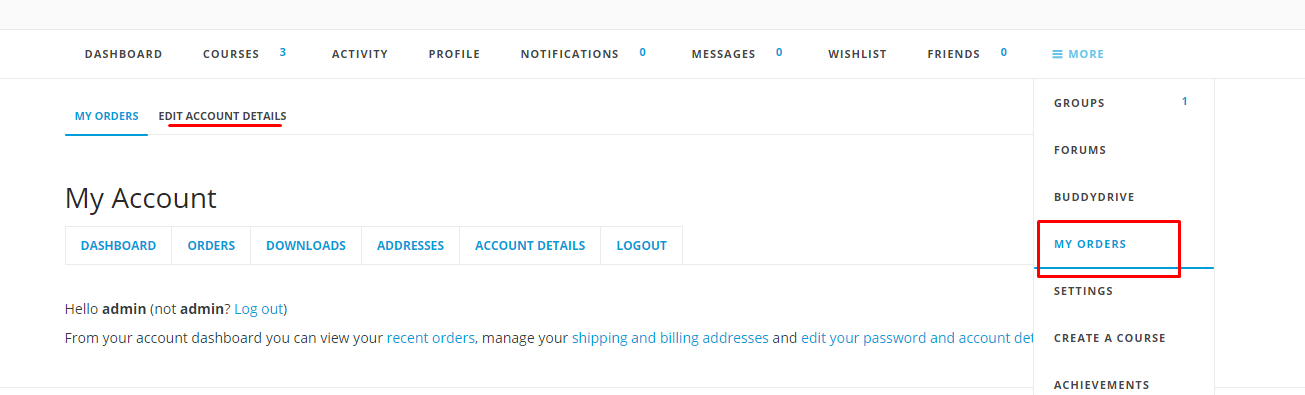 DASHBOARD COURSES 3 ACTIVITY PROFILE NOTIFICATIONS 0 MESSAGES 0 WISHLIST FRIENDS 0 MORE
GROUPS 1
FORUMS
BUDDYDRIVE
MY ORDERS
SETTINGS
CREATE A COURSE
ACHIEVEMENTS
MY ORDERS EDIT ACCOUNT DETAILS
My Account
DASHBOARD ORDERS DOWNLOADS ADDRESSES ACCOUNT DETAILS LOGOUT
Hello admin (not admin? Log out)
From your account dashboard you can view your recent orders, manage your shipping and billing addresses and edit your password and account det